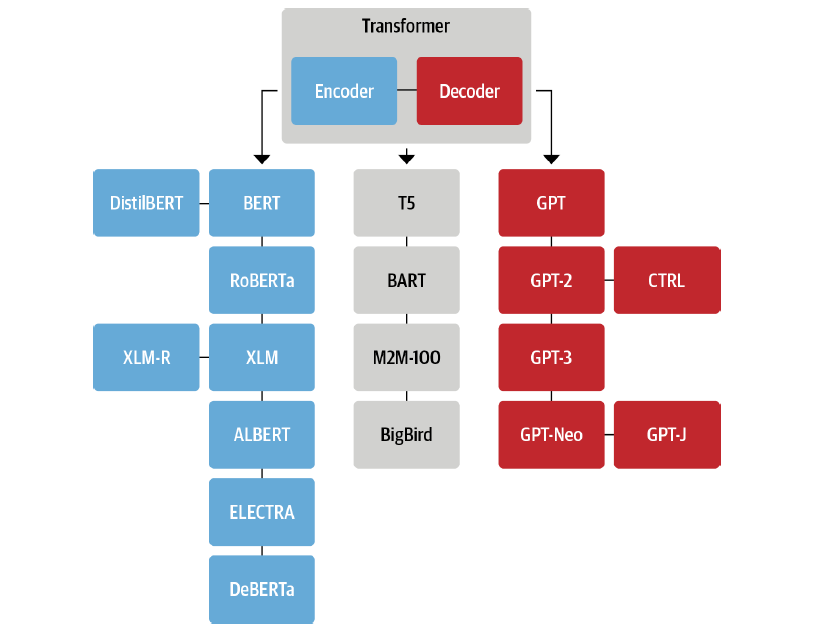 Transformer
Encoder
Decoder
DistilBERT
BERT
T5
GPT
RoBERTa
BART
GPT-2
CTRL
XLM-R
XLM
M2M-100
GPT-3
ALBERT
BigBird
GPT-Neo
GPT-J
ELECTRA
DeBERTa